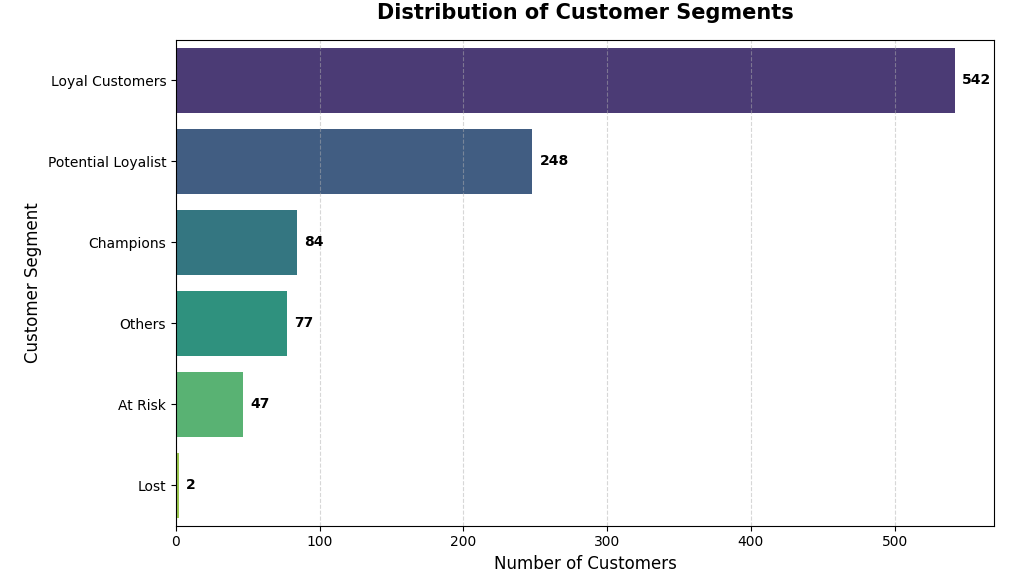 Distribution of Customer Segments
Customer Segment
Loyal Customers 542
Potential Loyalist 248
Champions 84
Others 77
At Risk 47
Lost 2
0 100 200 300 400 500
Number of Customers